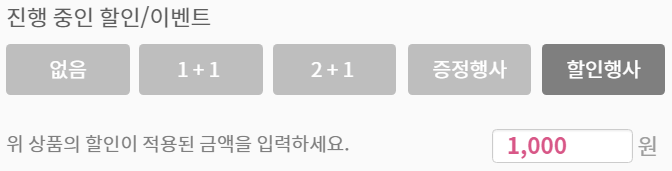 진행 중인 할인/이벤트
없음 1 + 1 2 + 1 증정행사 할인행사
위 상품의 할인이 적용된 금액을 입력하세요. 1,000 원